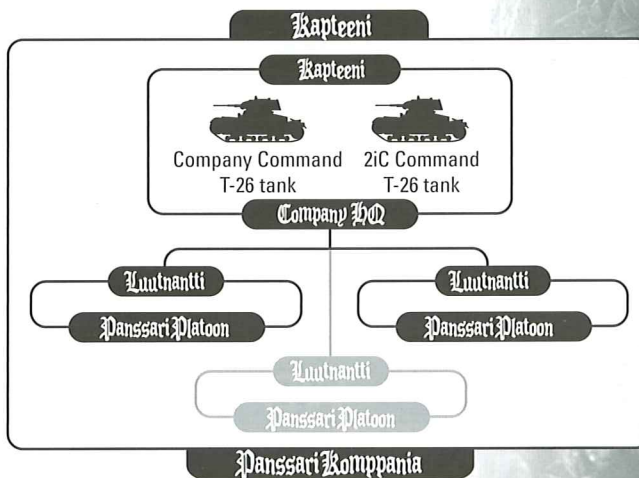 Kapteeni
Kapteeni
Company Command
T-26 tank
2iC Command
T-26 tank
Company HQ
Luutnantti
Panssari Platoon
Luutnantti
Panssari Platoon
Luutnantti
Panssari Platoon
Panssari Komppania